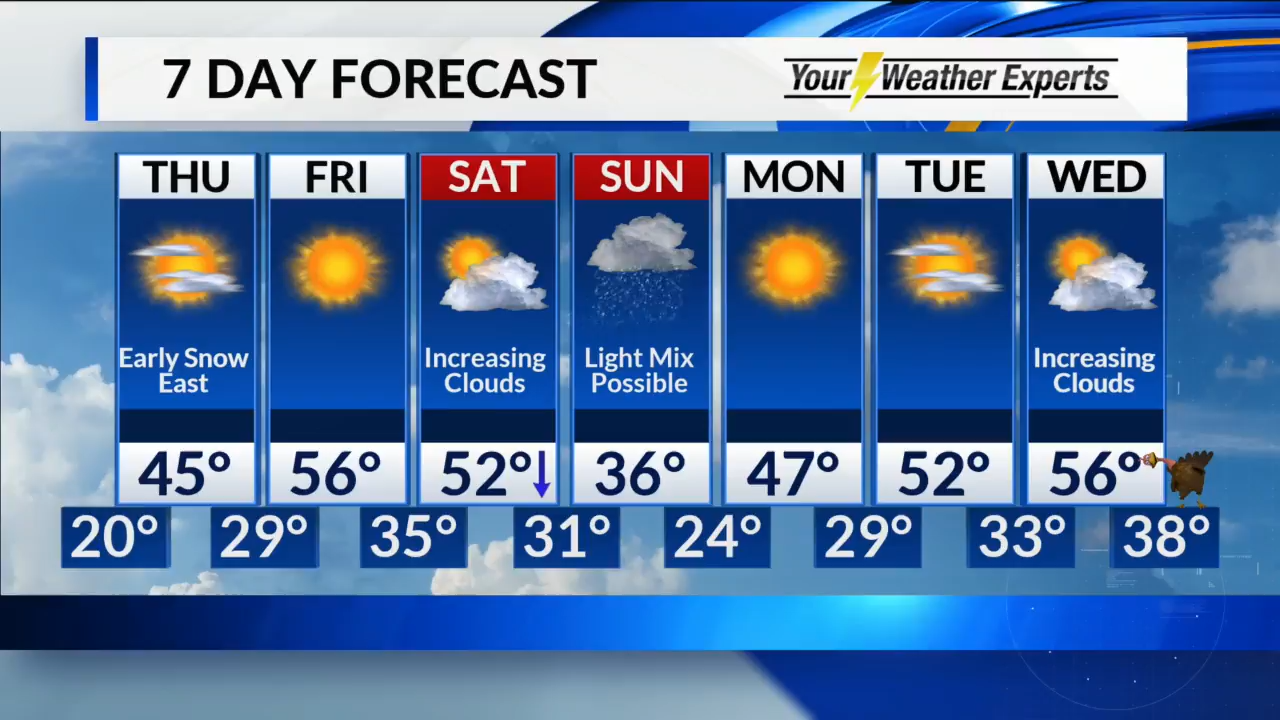 7 DAY FORECAST
Your Weather Experts
THU FRI SAT SUN MON TUE WED
Early Snow East
Increasing Clouds
Light Mix Possible
Increasing Clouds
45° 56° 52° 36° 47° 52° 56°
20° 29° 35° 31° 24° 29° 33° 38°